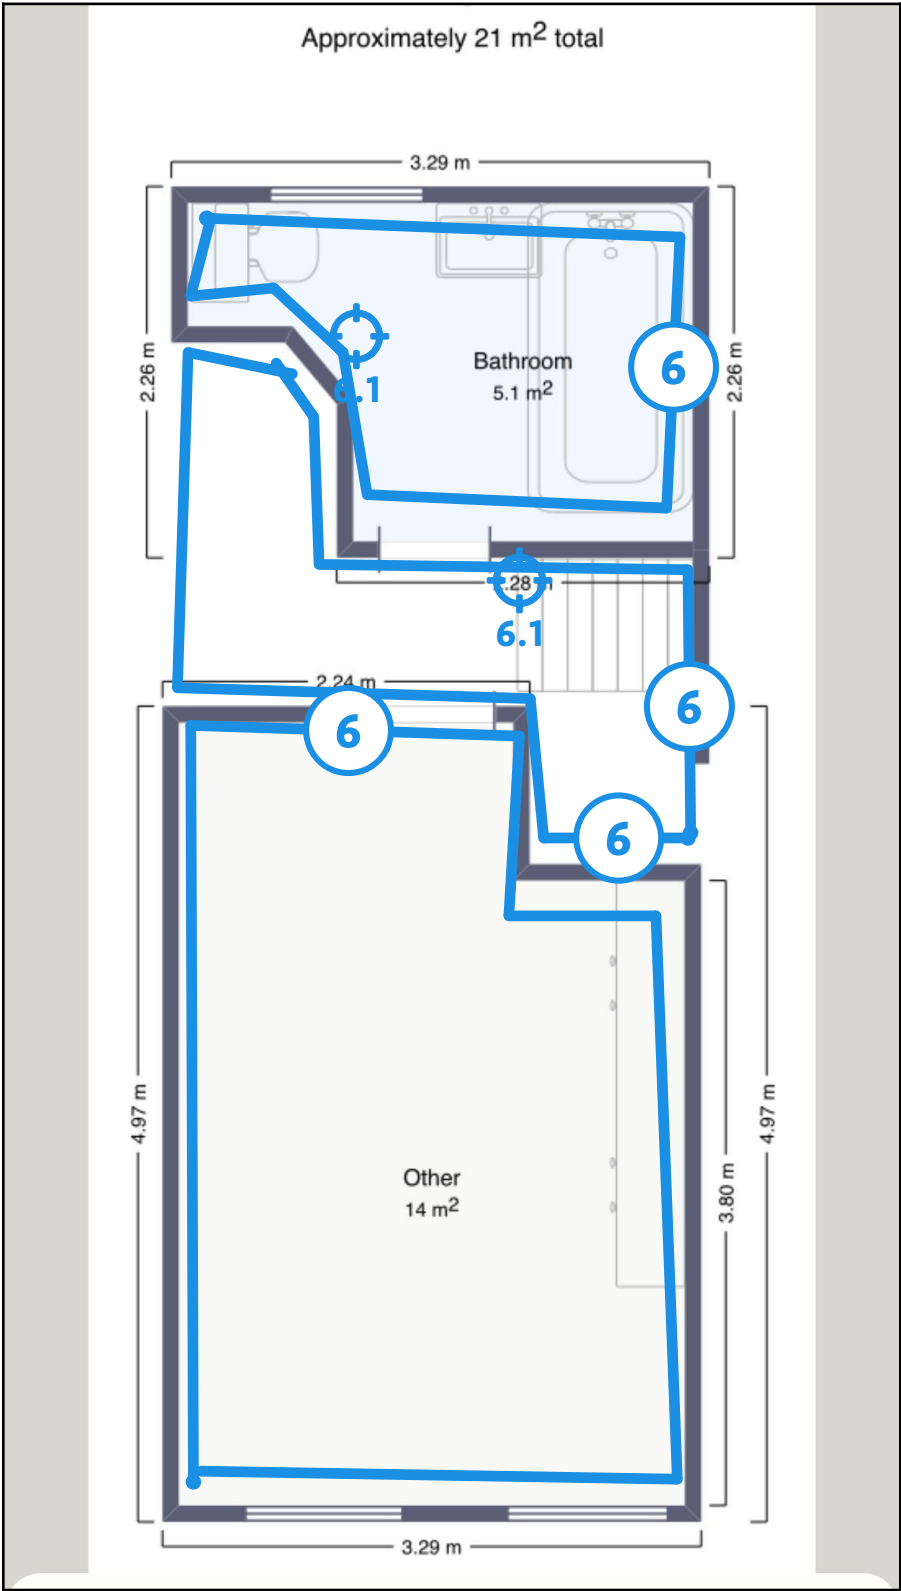 Approximately 21 m² total
3.29 m
2.26 m
2.26 m
Bathroom
5.1 m²
6
6.1
.28 m
6.1
2.24 m
6
6
6
4.97 m
4.97 m
3.80 m
Other
14 m²
3.29 m